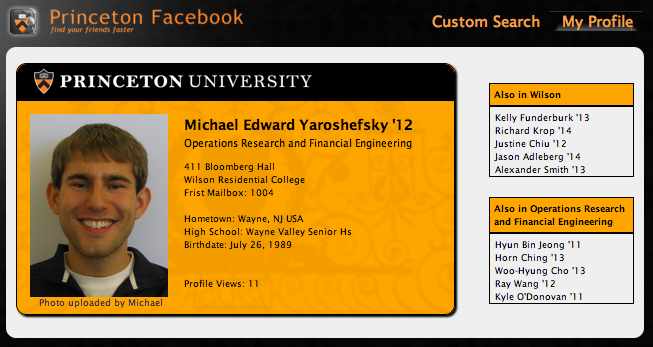 Princeton Facebook
find your friends faster
Custom Search
My Profile
PRINCETON UNIVERSITY
Michael Edward Yaroshefsky '12
Operations Research and Financial Engineering
411 Bloomberg Hall
Wilson Residential College
Frist Mailbox: 1004
Hometown: Wayne, NJ USA
High School: Wayne Valley Senior Hs
Birthdate: July 26, 1989
Profile Views: 11
Photo uploaded by Michael
Also in Wilson
Kelly Funderburk '13
Richard Krop '14
Justine Chiu '12
Jason Adleberg '14
Alexander Smith '13
Also in Operations Research
and Financial Engineering
Hyun Bin Jeong '11
Horn Ching '13
Woo-Hyung Cho '13
Ray Wang '12
Kyle O'Donovan '11